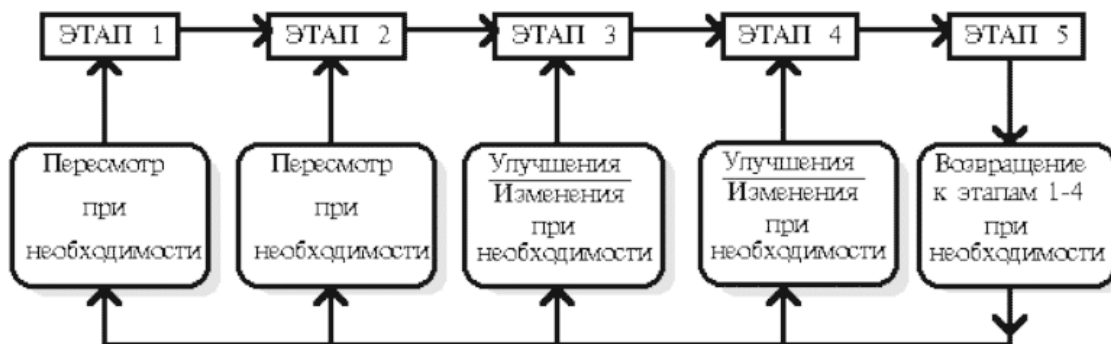 ЭТАП 1
ЭТАП 2
ЭТАП 3
ЭТАП 4
ЭТАП 5
Пересмотр
при
необходимости
Пересмотр
при
необходимости
Улучшения
Изменения
при
необходимости
Улучшения
Изменения
при
необходимости
Возвращение
к этапам 1-4
при
необходимости